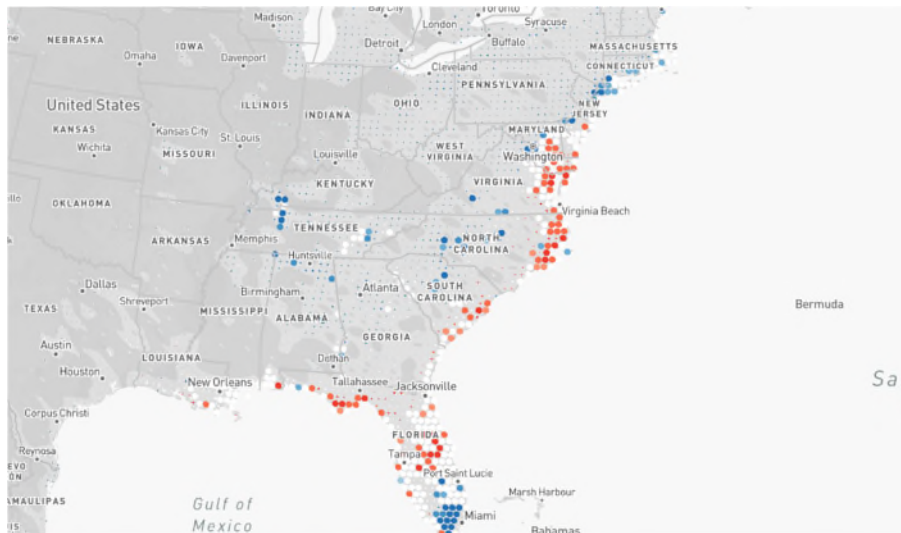 Madison
Bay City
Toronto
London
Syracuse
Detroit
Buffalo
MASSACHUSETTS
NEBRASKA
IOWA
Omaha
Davenport
Cleveland
CONNECTICUT
PENNSYLVANIA
United States
ILLINOIS
INDIANA
OHIO
NEW
JERSEY
KANSAS
Kansas City
St. Louis
MARYLAND
Wichita
MISSOURI
Louisville
WEST
VIRGINIA
Washington
KENTUCKY
VIRGINIA
OKLAHOMA
Virginia Beach
TENNESSEE
ARKANSAS
Memphis
NORTH
CAROLINA
Huntsville
Dallas
Birmingham
Atlanta
SOUTH
CAROLINA
Bermuda
TEXAS
Shreveport
MISSISSIPPI
ALABAMA
GEORGIA
Austin
LOUISIANA
Dothan
Houston
New Orleans
Tallahassee
Jacksonville
Sa
Corpus Christi
FLORIDA
Reynosa
Tampa
Port Saint Lucie
Marsh Harbour
Gulf of
Mexico
Miami
Bahamas